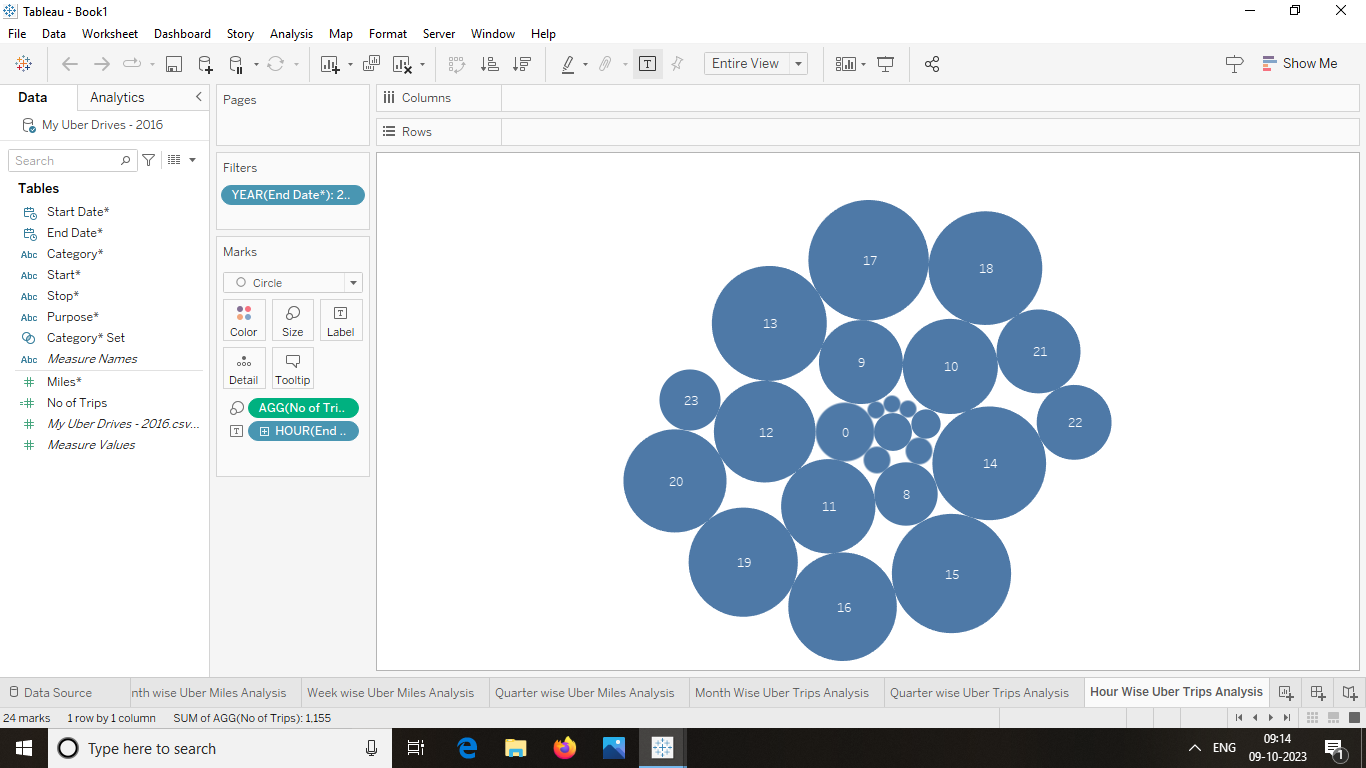 Tableau - Book1
File Data Worksheet Dashboard Story Analysis Map Format Server Window Help
Entire View
Show Me
Data Analytics
My Uber Drives - 2016
Search
Tables
Start Date*
End Date*
Abc Category*
Abc Start*
Abc Stop*
Abc Purpose*
Category* Set
Abc Measure Names
Miles*
No of Trips
My Uber Drives - 2016.csv...
Measure Values
Pages
Filters
YEAR(End Date*): 2..
Marks
Circle
Color Size Label
Detail Tooltip
AGG(No of Tri..
HOUR(End ..
Columns
Rows
17
18
13
21
9
10
23
22
12
0
14
20
8
11
19
15
16
Data Source nth wise Uber Miles Analysis Week wise Uber Miles Analysis Quarter wise Uber Miles Analysis Month Wise Uber Trips Analysis Quarter wise Uber Trips Analysis Hour Wise Uber Trips Analysis
24 marks 1 row by 1 column SUM of AGG(No of Trips): 1,155
Type here to search
ENG
09:14
09-10-2023
1